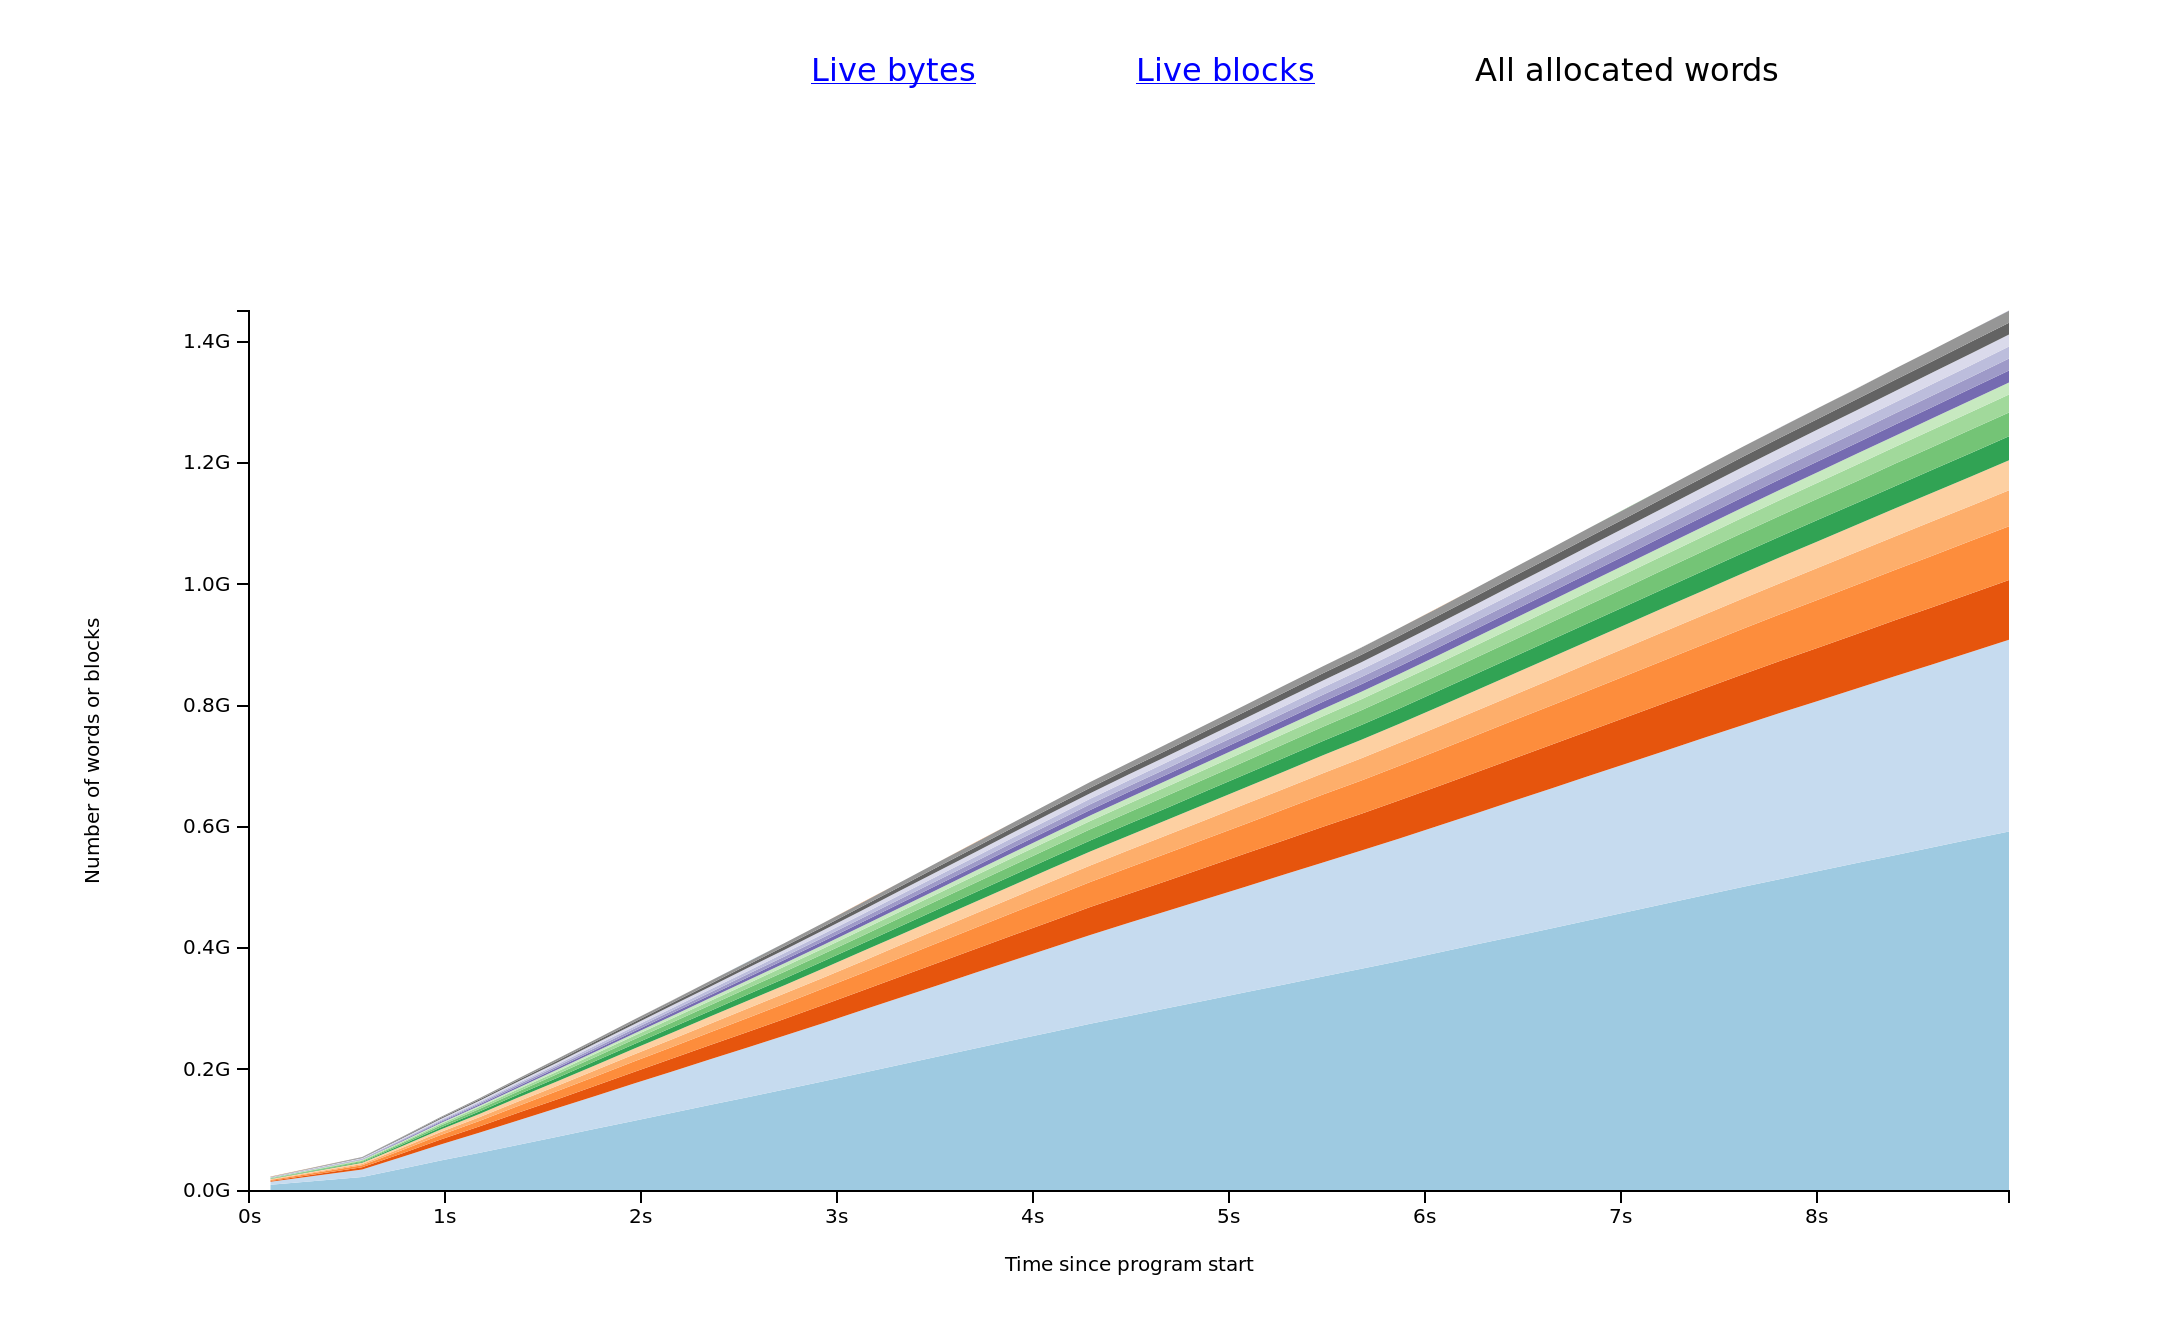 Live bytes
Live blocks
All allocated words
1.4G
1.2G
1.0G
0.8G
0.6G
0.4G
0.2G
0.0G
Number of words or blocks
0s
1s
2s
3s
4s
5s
6s
7s
8s
Time since program start